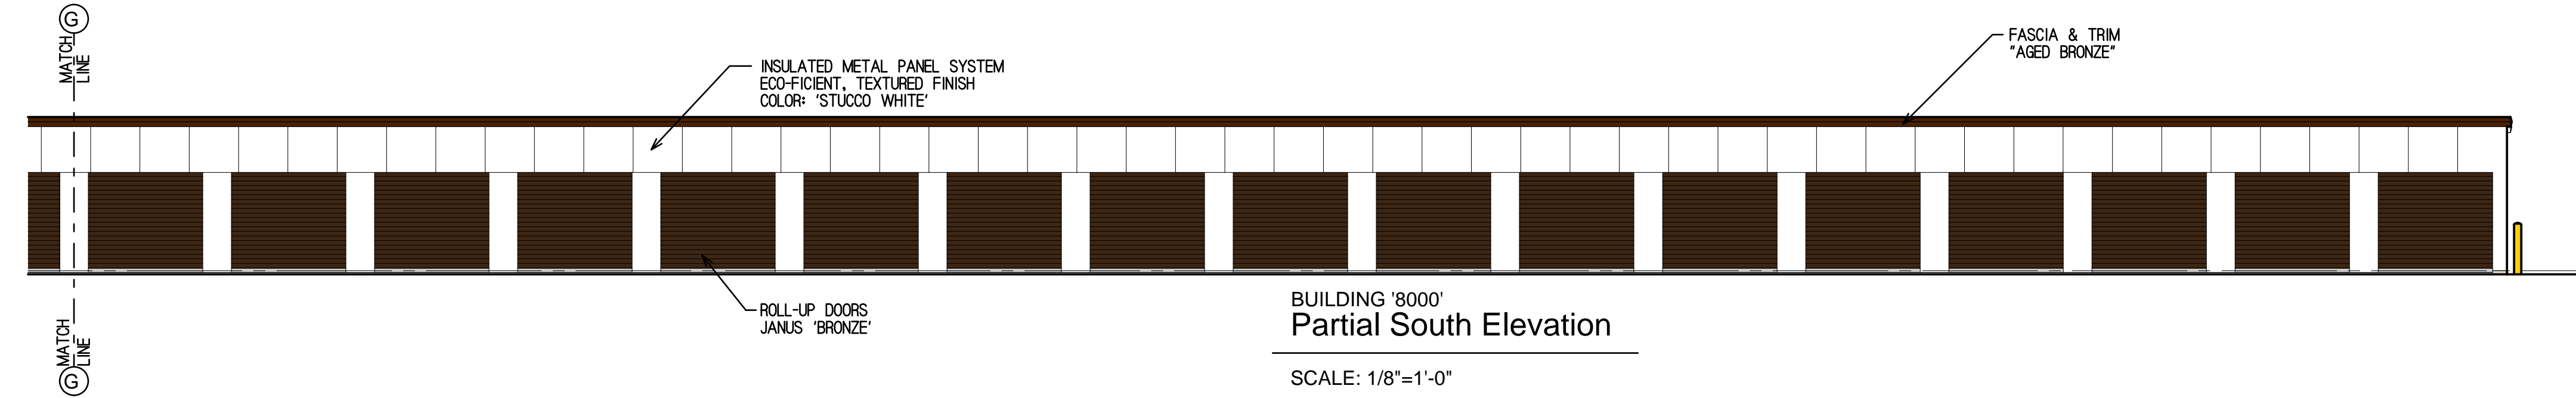 G
MATCH
LINE
INSULATED METAL PANEL SYSTEM
ECO-FICIENT, TEXTURED FINISH
COLOR: 'STUCCO WHITE'
FASCIA & TRIM
"AGED BRONZE"
ROLL-UP DOORS
JANUS 'BRONZE'
MATCH
LINE
G
BUILDING '8000'
Partial South Elevation
SCALE: 1/8"=1'-0"